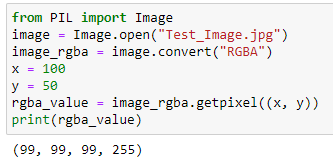 from PIL import Image
image = Image.open("Test_Image.jpg")
image_rgba = image.convert("RGBA")
x = 100
y = 50
rgba_value = image_rgba.getpixel((x, y))
print(rgba_value)
(99, 99, 99, 255)